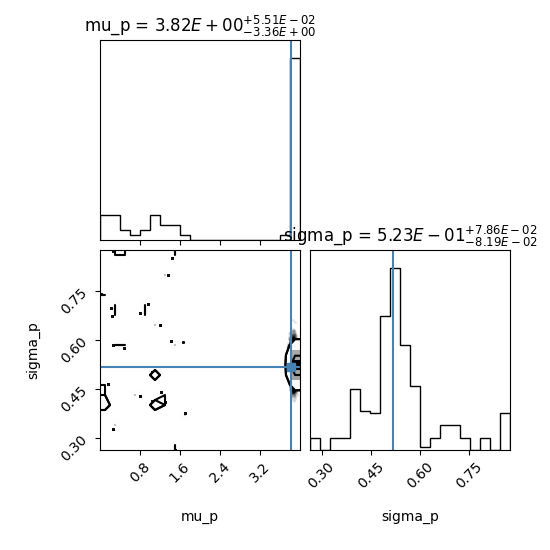 mu_p = 3.82E + 00+5.51E − 02 −3.36E + 00
sigma_p = 5.23E − 01+7.86E − 02 −8.19E − 02
0.75
0.60
0.45
0.30
sigma_p
0.8 1.6 2.4 3.2
0.30 0.45 0.60 0.75
mu_p sigma_p